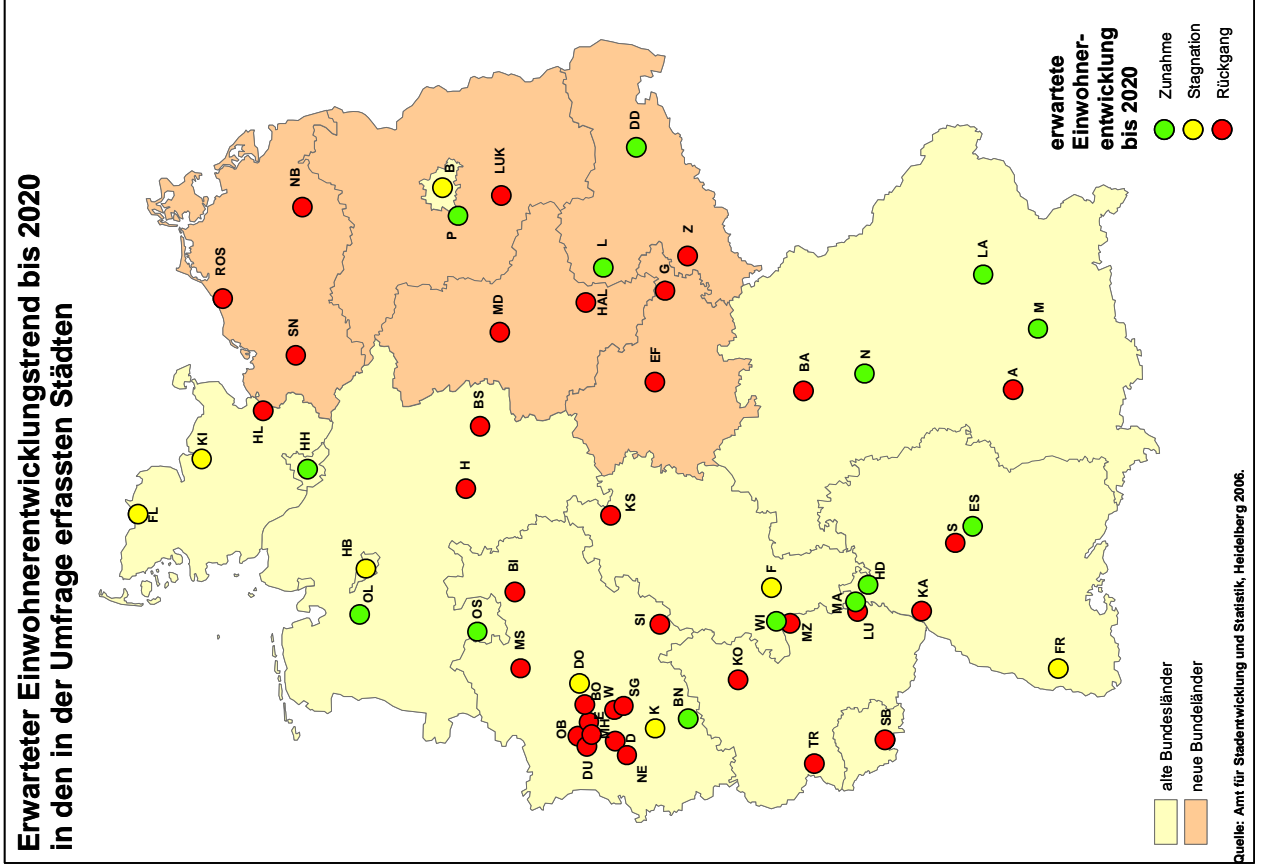 Erwarteter Einwohnerentwicklungstrend bis 2020
in den in der Umfrage erfassten Städten
FL
KI
HL
HH
SN
ROS
NB
HB
OL
OS
H
BS
MD
P
B
LUK
BI
MS
DO
OB
BO
E
MH
DU
W
SG
D
NE
K
BN
SI
KS
HAL
L
DD
EF
G
Z
KO
WI
F
MZ
TR
SB
MA
LU
HD
KA
S
ES
FR
BA
N
LA
M
A
erwartete
Einwohner-
entwicklung
bis 2020
Zunahme
Stagnation
Rückgang
alte Bundesländer
neue Bundeländer
Quelle: Amt für Stadentwicklung und Statistik, Heidelberg 2006.